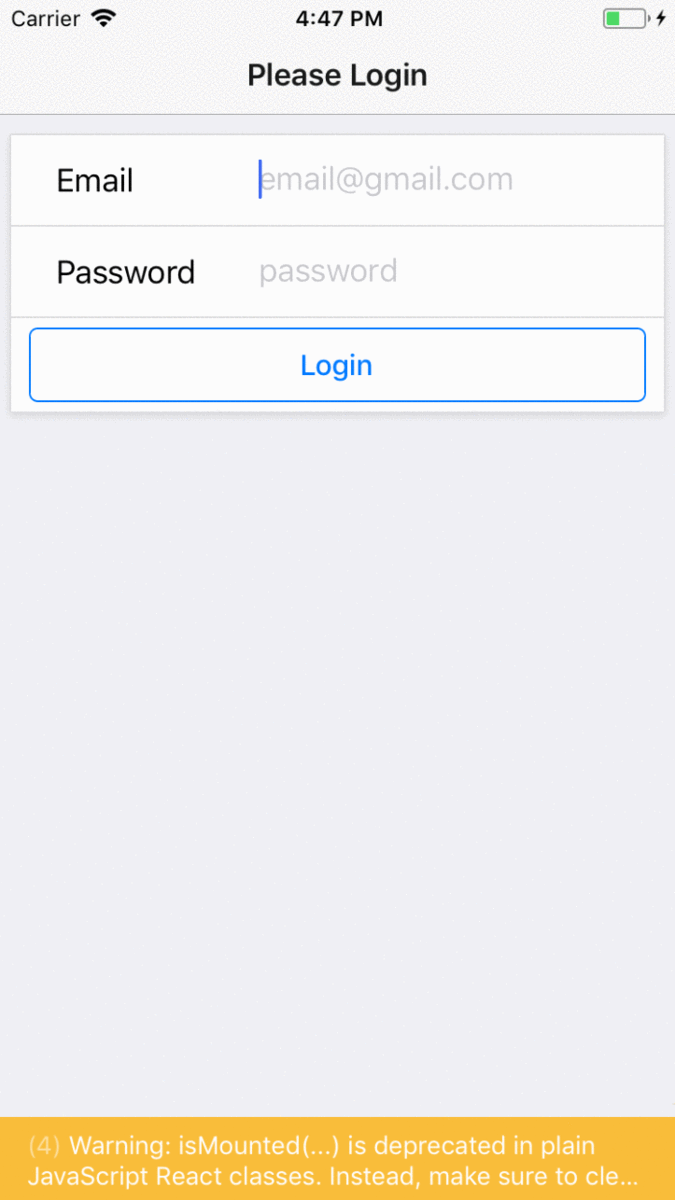 Carrier 4:47 PM
Please Login
Email email@gmail.com
Password password
Login
(4) Warning: isMounted(...) is deprecated in plain
JavaScript React classes. Instead, make sure to cle...